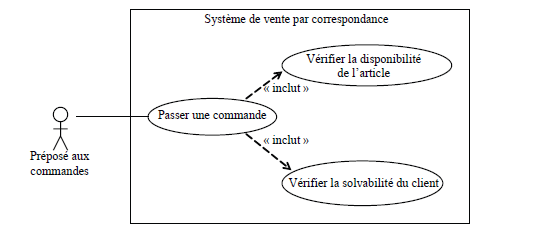 Système de vente par correspondance
Vérifier la disponibilité
de l’article
« inclut »
Passer une commande
« inclut »
Préposé aux
commandes
Vérifier la solvabilité du client